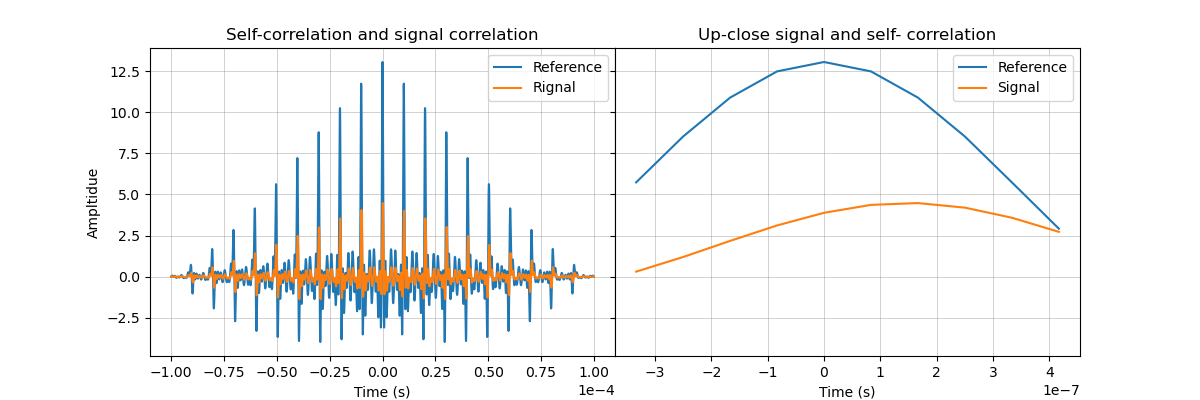 Self-correlation and signal correlation
Reference
Rignal
12.5
10.0
7.5
5.0
2.5
0.0
−2.5
Ampltidue
−1.00 −0.75 −0.50 −0.25 0.00 0.25 0.50 0.75 1.00
1e−4
Time (s)
Up-close signal and self- correlation
Reference
Signal
−3 −2 −1 0 1 2 3 4
1e−7
Time (s)